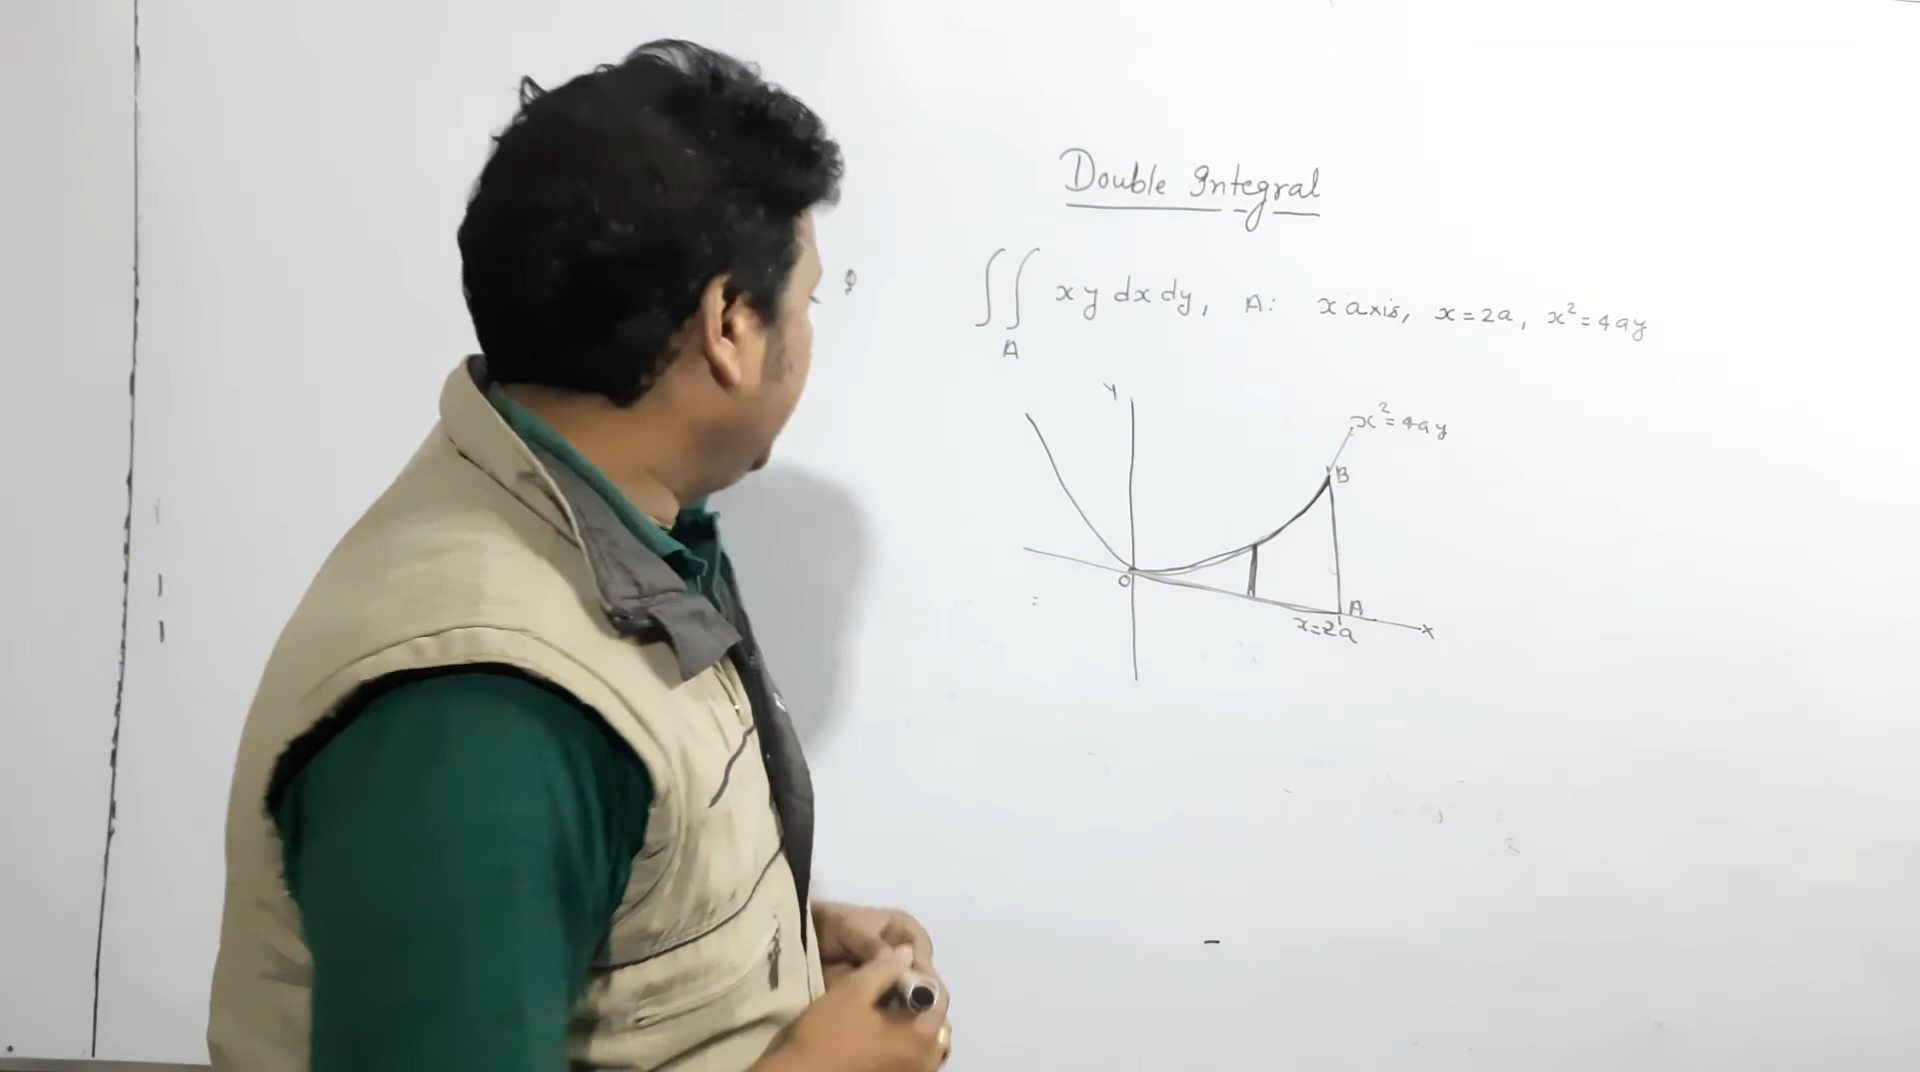 Double Integral
∫∫ xy dx dy, A: x axis, x=2a, x²=4ay
A
Y
x²=4ay
B
O
A
x=2a
X